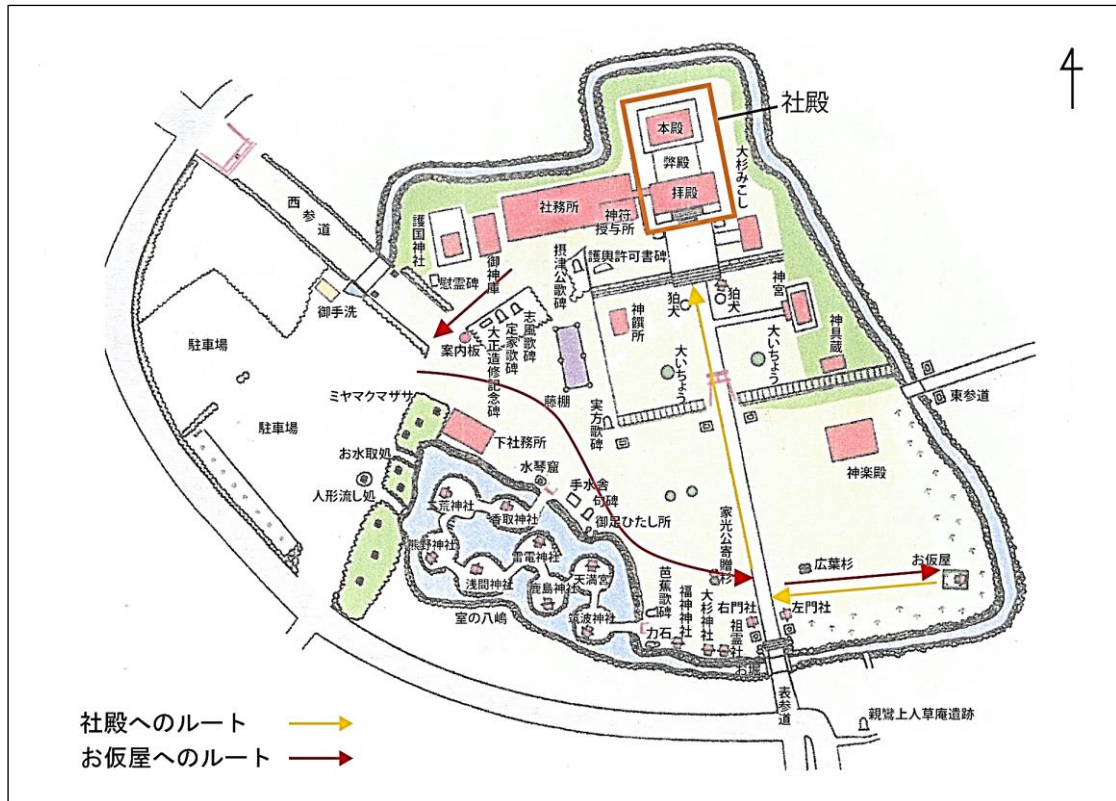 社殿
本殿
弊殿
拝殿
大杉みこし
社務所
神符
授与所
西参道
護国神社
御神庫
慰霊碑
摂津公歌碑
護輿許可書碑
狛犬
狛犬
神宮
御手洗
案内板
志風歌碑
定家歌碑
大正造修記念碑
神饌所
大いちょう
大いちょう
神具蔵
駐車場
駐車場
ミヤマクマザサ
藤棚
実方歌碑
東参道
下社務所
神楽殿
お水取処
人形流し処
水琴窟
手水舎
句碑
御足ひたし所
二荒神社
香取神社
熊野神社
雷電神社
浅間神社
鹿島神社
天満宮
筑波神社
室の八嶋
家光公寄贈杉
広葉杉
お仮屋
芭蕉歌碑
福神神社
大杉神社
右門社
祖霊社
左門社
力石
表参道
親鸞上人草庵遺跡
社殿へのルート
お仮屋へのルート